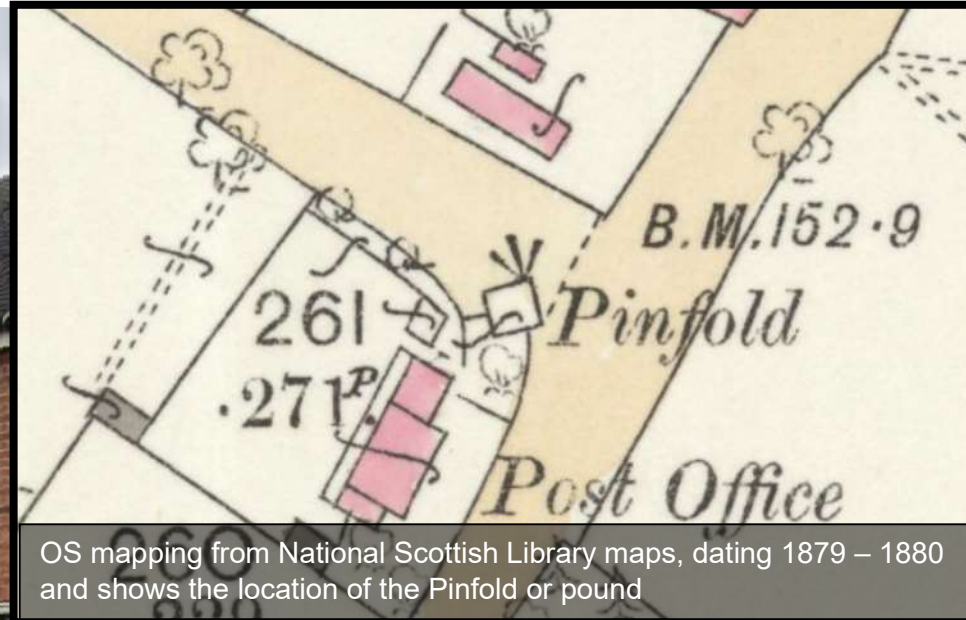 B.M.152·9
261
Pinfold
·271
P.
Post Office
260
OS mapping from National Scottish Library maps, dating 1879 – 1880
and shows the location of the Pinfold or pound